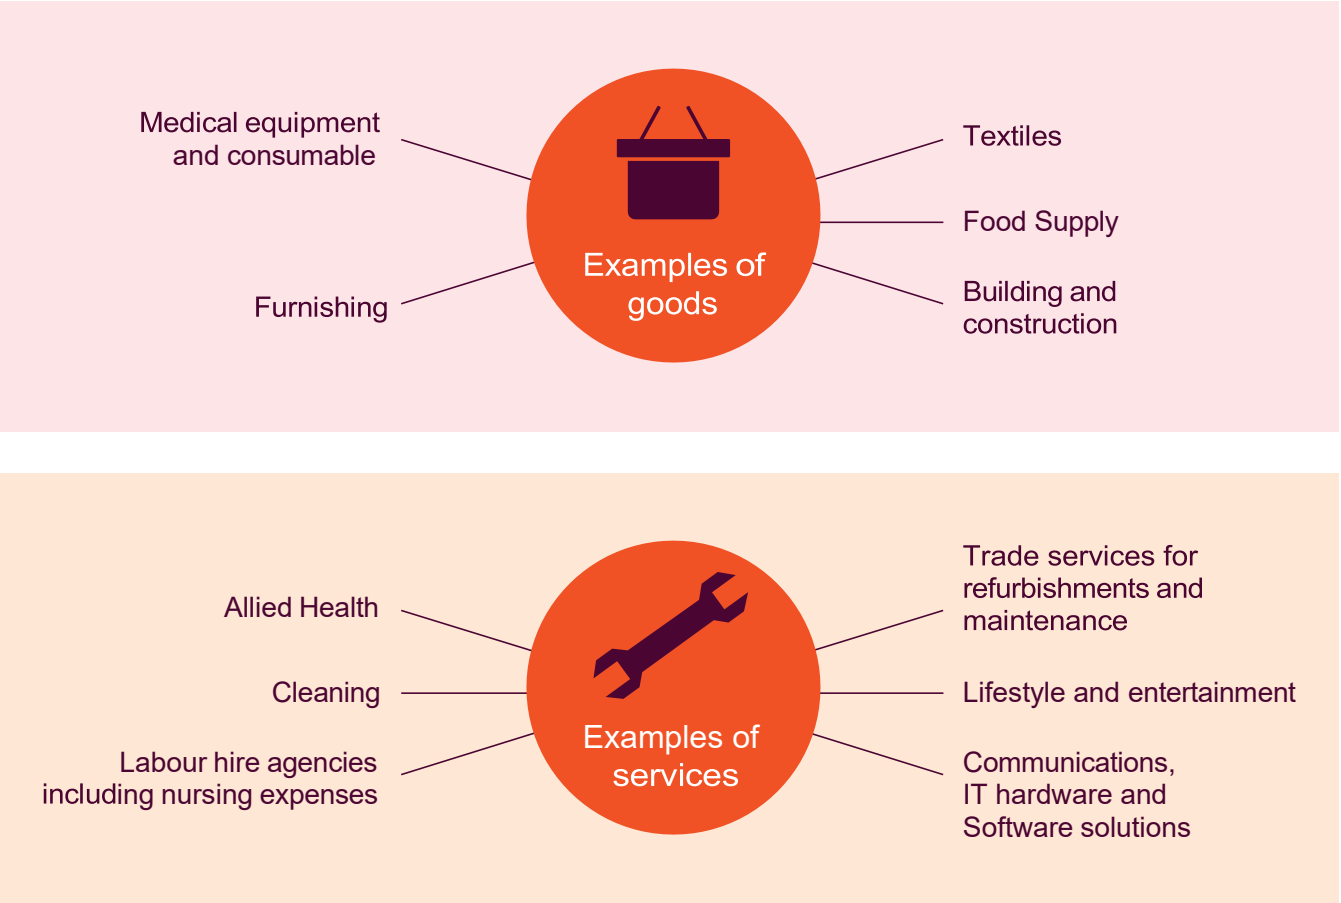 Medical equipment
and consumable
Furnishing
Examples of
goods
Textiles
Food Supply
Building and
construction
Allied Health
Cleaning
Labour hire agencies
including nursing expenses
Examples of
services
Trade services for
refurbishments and
maintenance
Lifestyle and entertainment
Communications,
IT hardware and
Software solutions